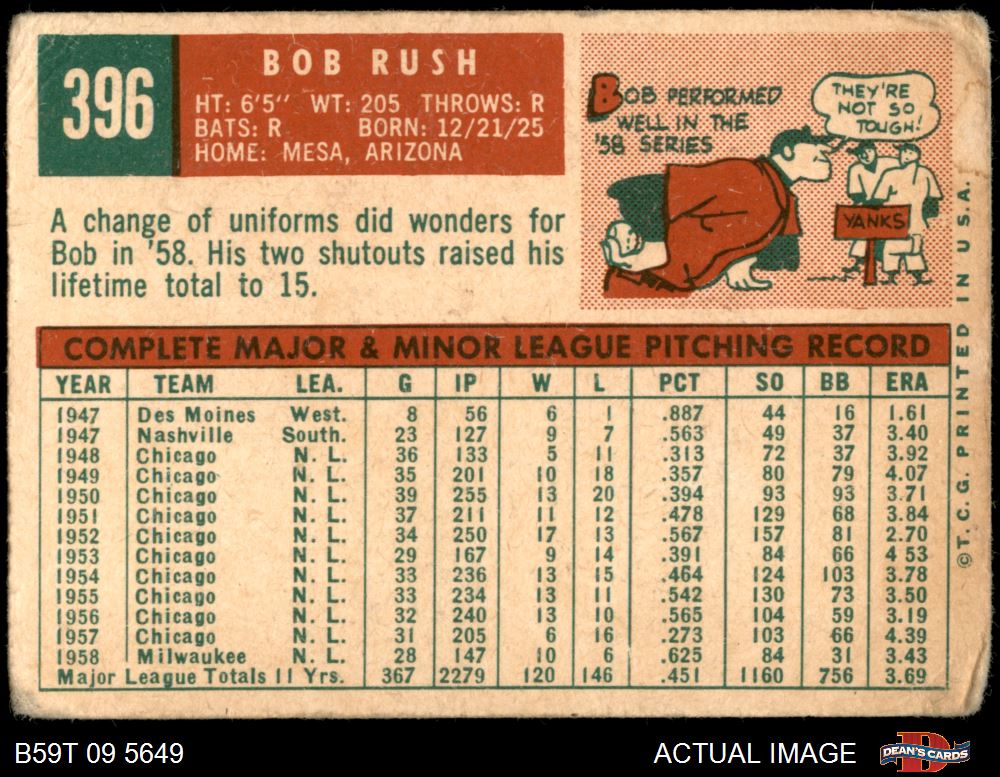 396
BOB RUSH
HT: 6'5" WT: 205 THROWS: R
BATS: R BORN: 12/21/25
HOME: MESA, ARIZONA
BOB PERFORMED
WELL IN THE
'58 SERIES
THEY'RE
NOT SO
TOUGH!
YANKS
A change of uniforms did wonders for
Bob in '58. His two shutouts raised his
lifetime total to 15.
COMPLETE MAJOR & MINOR LEAGUE PITCHING RECORD
YEAR TEAM LEA. G IP W L PCT SO BB ERA
1947 Des Moines West. 8 56 6 1 .887 44 16 1.61
1947 Nashville South. 23 127 9 7 .563 49 37 3.40
1948 Chicago N. L. 36 133 5 11 .313 72 37 3.92
1949 Chicago N. L. 35 201 10 18 .357 80 79 4.07
1950 Chicago N. L. 39 255 13 20 .394 93 93 3.71
1951 Chicago N. L. 37 211 11 12 .478 129 68 3.84
1952 Chicago N. L. 34 250 17 13 .567 157 81 2.70
1953 Chicago N. L. 29 167 9 14 .391 84 66 4 53
1954 Chicago N. L. 33 236 13 15 .464 124 103 3.78
1955 Chicago N. L. 33 234 13 11 .542 130 73 3.50
1956 Chicago N. L. 32 240 13 10 .565 104 59 3.19
1957 Chicago N. L. 31 205 6 16 .273 103 66 4.39
1958 Milwaukee N. L. 28 147 10 6 .625 84 31 3.43
Major League Totals 11 Yrs. 367 2279 120 146 .451 1160 756 3.69
© T. C. G. PRINTED IN U.S.A.
B59T 09 5649
ACTUAL IMAGE
DEAN'S CARDS